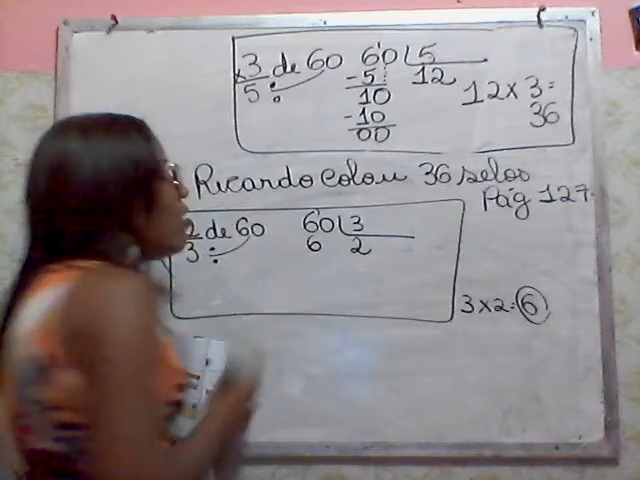 3/5 de 60 60 5
-5 12
10 12x3=
-10 36
00
Ricardo colou 36 selos
Pág 127.
2/3 de 60 60 3
6 2
3x2=6